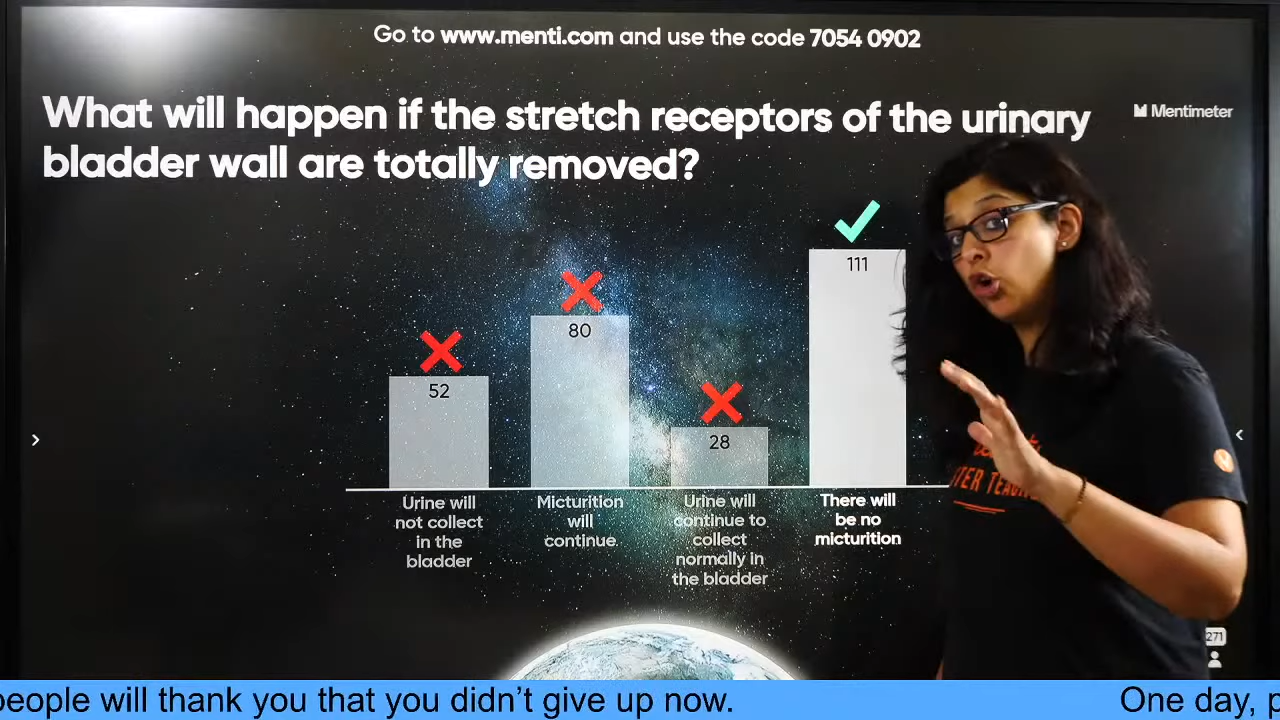 Go to www.menti.com and use the code 7054 0902
What will happen if the stretch receptors of the urinary
bladder wall are totally removed?
Mentimeter
111
80
52
28
Urine will
not collect
in the
bladder
Micturition
will
continue.
Urine will
continue to
collect
normally in
the bladder
There will
be no
micturition
271
people will thank you that you didn't give up now.
One day, p